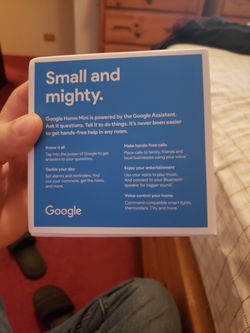 Small and
mighty.
Google Home Mini is powered by the Google Assistant.
Ask it questions. Tell it to do things. It's never been easier
to get hands-free help in any room.
Know it all
Tap into the power of Google to get
answers to your questions.
Tackle your day
Set alarms and reminders, find
out your commute, get the news,
and more.
Make hands-free calls
Place calls to family, friends and
local businesses using your voice.
Enjoy your entertainment
Use your voice to play music.
And connect to your Bluetooth
speaker for bigger sound.
Voice control your home
Command compatible smart lights,
thermostats, TVs, and more.
Google